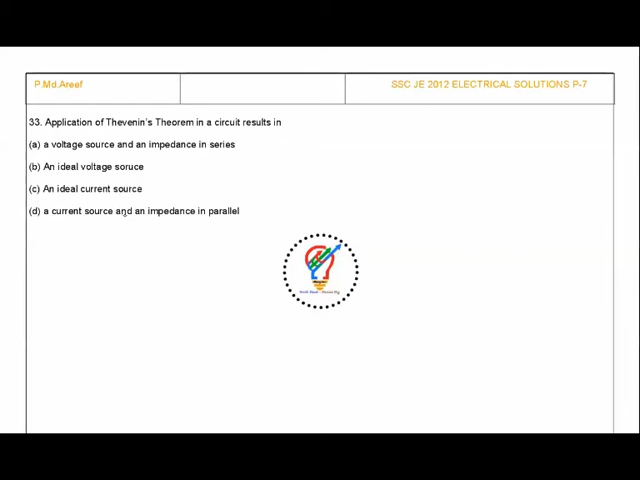 P.Md.Areef
SSC JE 2012 ELECTRICAL SOLUTIONS P-7
33. Application of Thevenin's Theorem in a circuit results in
(a) a voltage source and an impedance in series
(b) An ideal voltage soruce
(c) An ideal current source
(d) a current source and an impedance in parallel